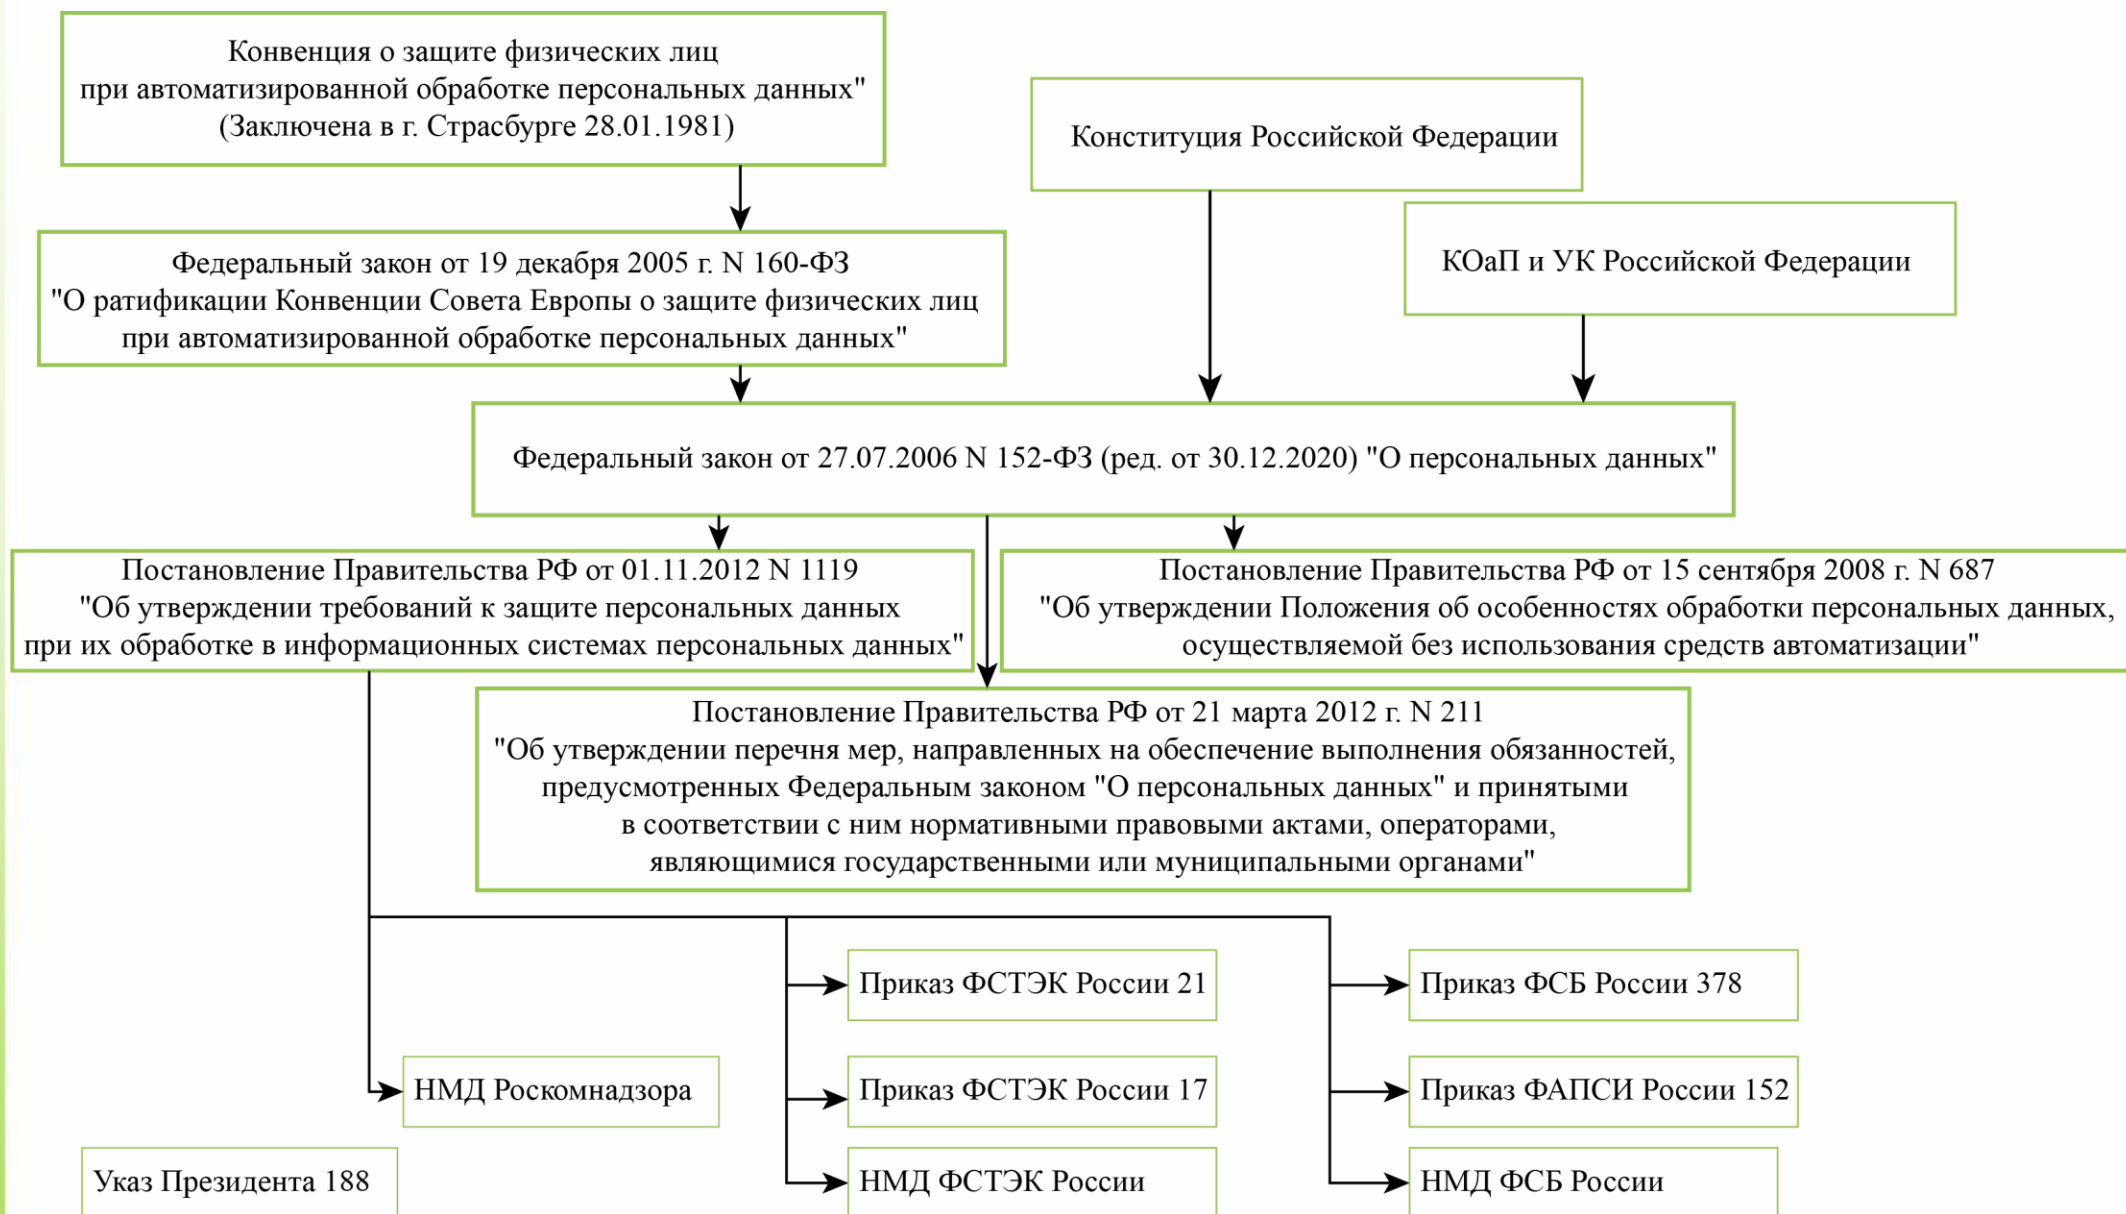 Конвенция о защите физических лиц
при автоматизированной обработке персональных данных"
(Заключена в г. Страсбурге 28.01.1981)
Конституция Российской Федерации
КОаП и УК Российской Федерации
Федеральный закон от 19 декабря 2005 г. N 160-ФЗ
"О ратификации Конвенции Совета Европы о защите физических лиц
при автоматизированной обработке персональных данных"
Федеральный закон от 27.07.2006 N 152-ФЗ (ред. от 30.12.2020) "О персональных данных"
Постановление Правительства РФ от 01.11.2012 N 1119
"Об утверждении требований к защите персональных данных
при их обработке в информационных системах персональных данных"
Постановление Правительства РФ от 15 сентября 2008 г. N 687
"Об утверждении Положения об особенностях обработки персональных данных,
осуществляемой без использования средств автоматизации"
Постановление Правительства РФ от 21 марта 2012 г. N 211
"Об утверждении перечня мер, направленных на обеспечение выполнения обязанностей,
предусмотренных Федеральным законом "О персональных данных" и принятыми
в соответствии с ним нормативными правовыми актами, операторами,
являющимися государственными или муниципальными органами"
Приказ ФСТЭК России 21
Приказ ФСБ России 378
НМД Роскомнадзора
Приказ ФСТЭК России 17
Приказ ФАПСИ России 152
Указ Президента 188
НМД ФСТЭК России
НМД ФСБ России